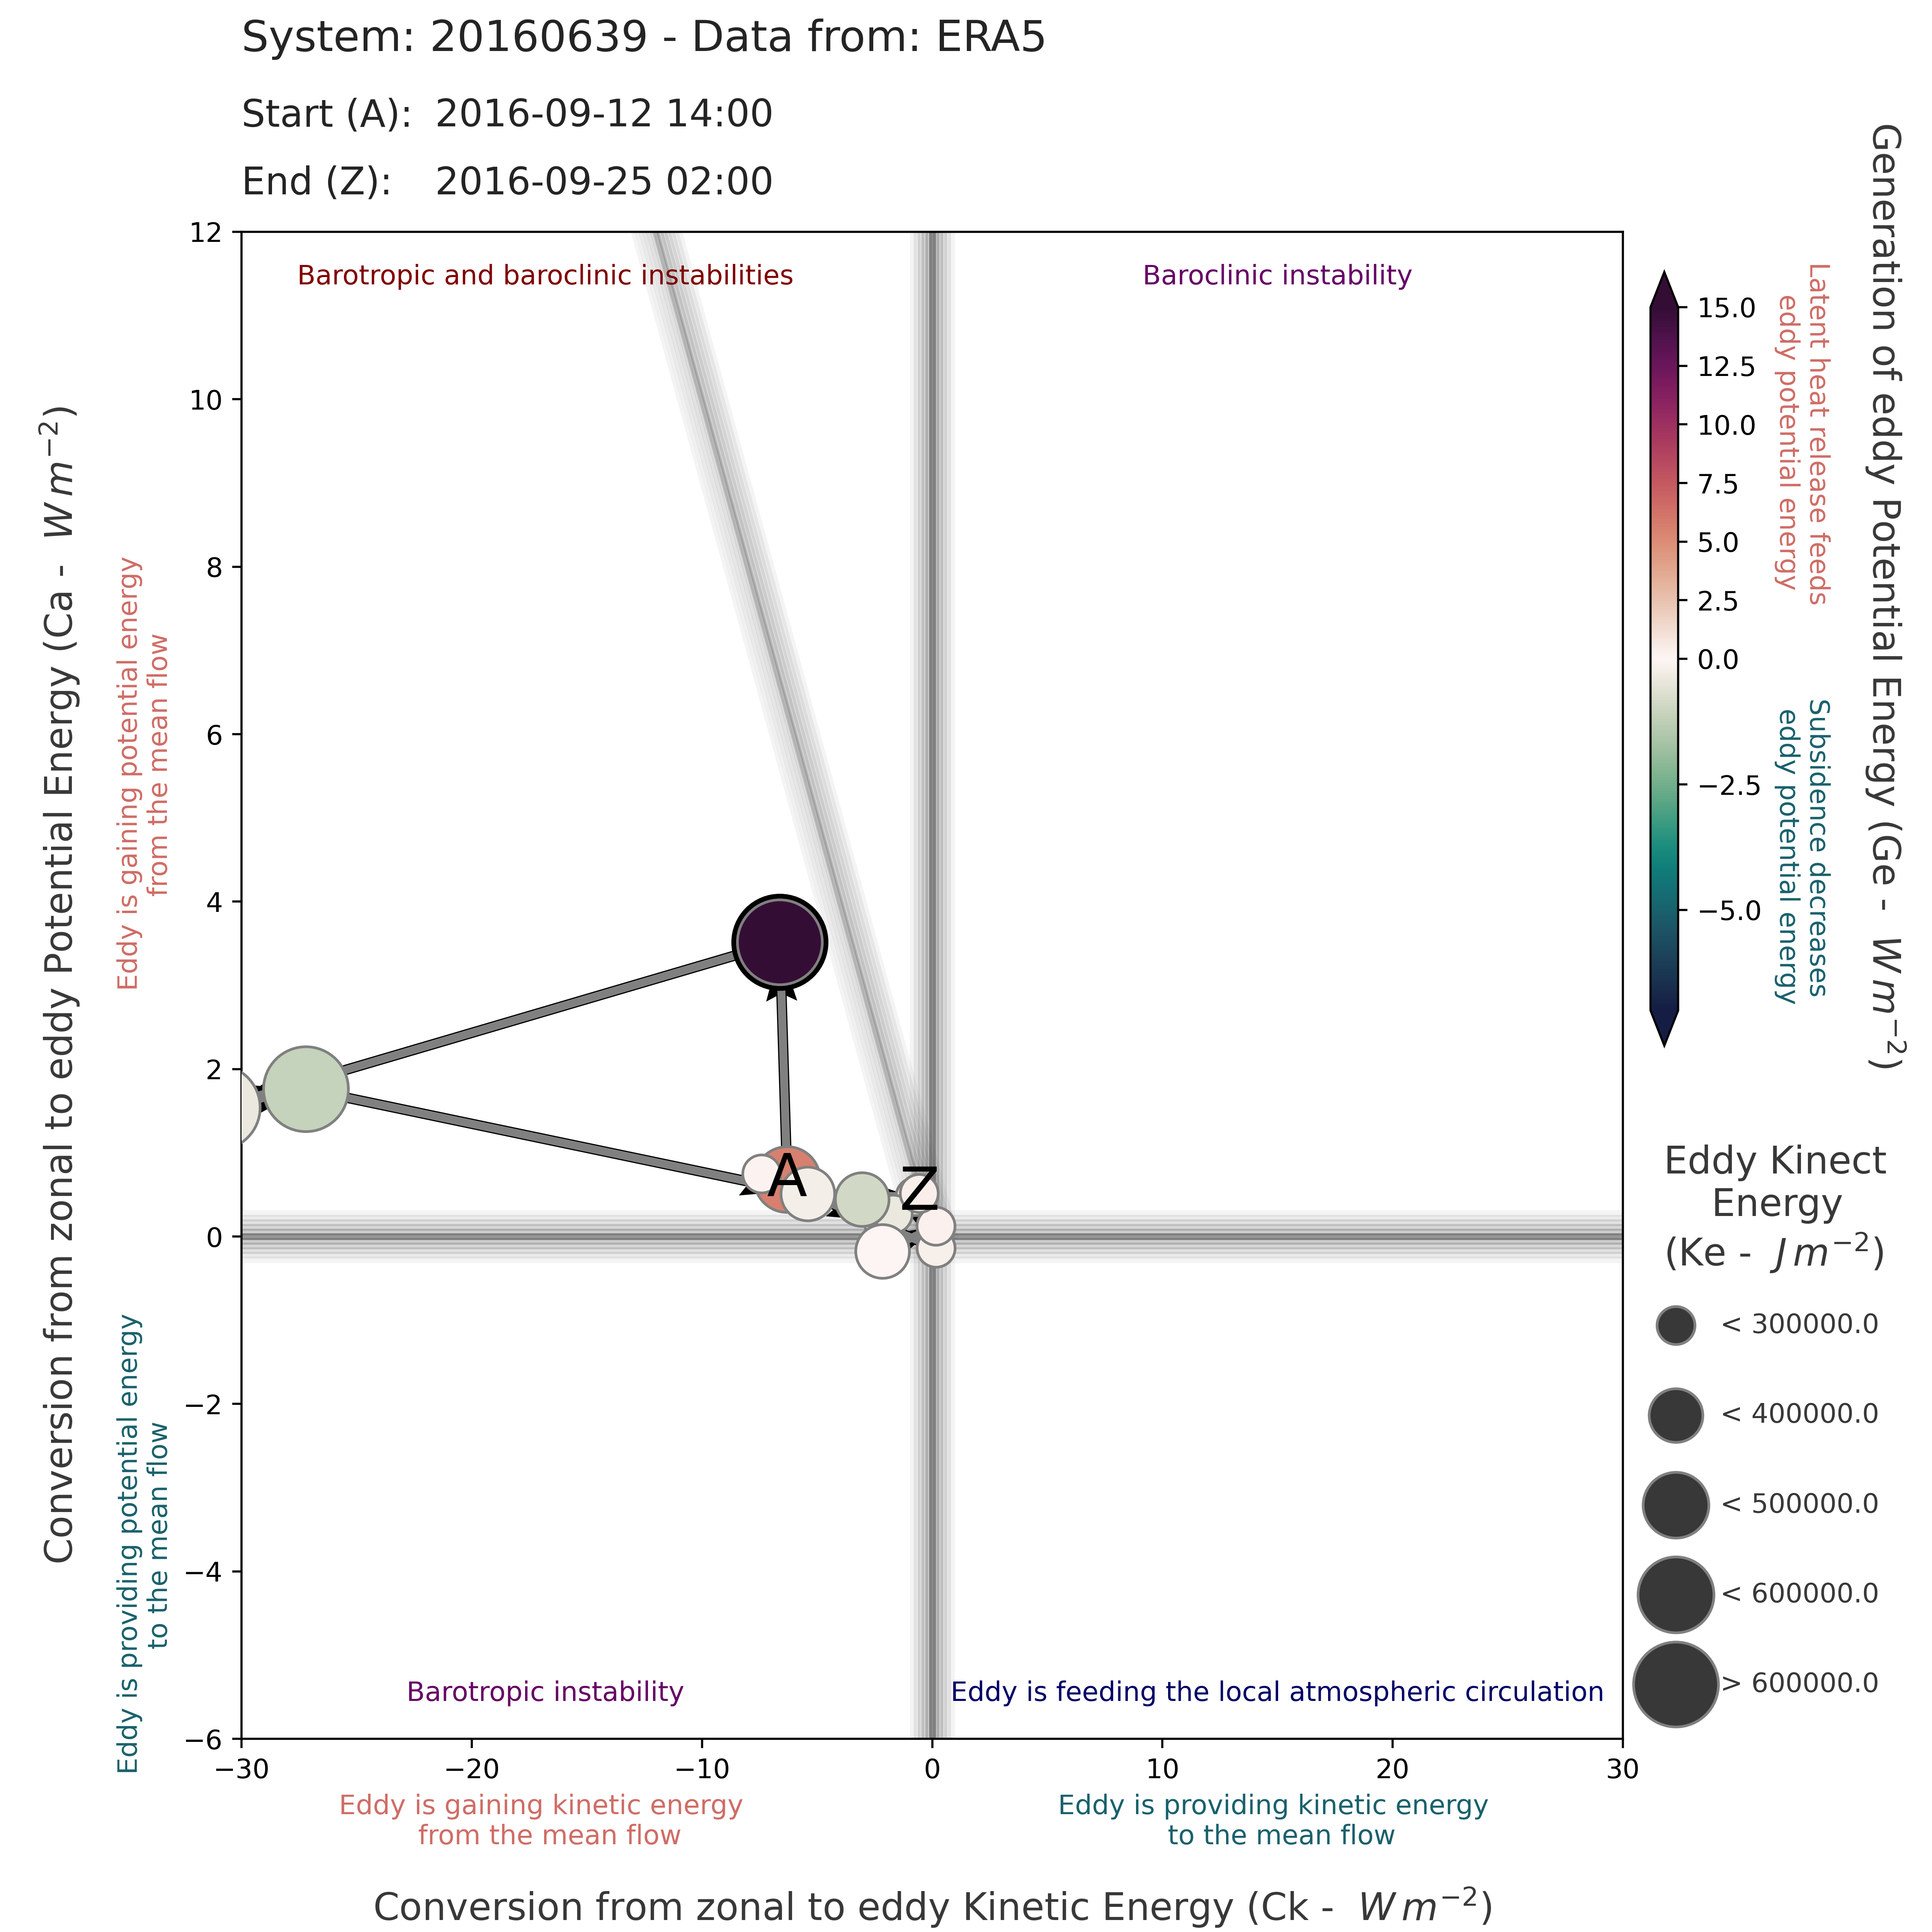 System: 20160639 - Data from: ERA5
Start (A): 2016-09-12 14:00
End (Z): 2016-09-25 02:00
Conversion from zonal to eddy Potential Energy (Ca - W m−2)
Eddy is gaining potential energy
from the mean flow
Eddy is providing potential energy
to the mean flow
12
10
8
6
4
2
0
−2
−4
−6
Barotropic and baroclinic instabilities
Baroclinic instability
A
Z
Barotropic instability
Eddy is feeding the local atmospheric circulation
−30
−20
−10
0
10
20
30
Eddy is gaining kinetic energy
from the mean flow
Eddy is providing kinetic energy
to the mean flow
Conversion from zonal to eddy Kinetic Energy (Ck - W m−2)
15.0
12.5
10.0
7.5
5.0
2.5
0.0
−2.5
−5.0
Latent heat release feeds
eddy potential energy
Subsidence decreases
eddy potential energy
Generation of eddy Potential Energy (Ge - W m−2)
Eddy Kinect
Energy
(Ke - J m−2)
< 300000.0
< 400000.0
< 500000.0
< 600000.0
> 600000.0